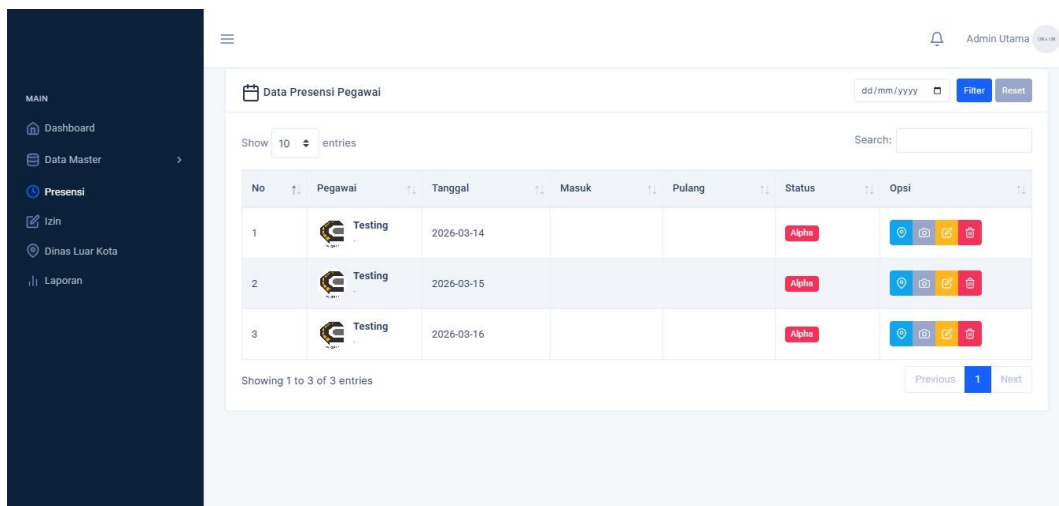 Admin Utama
MAIN
Dashboard
Data Master
Presensi
Izin
Dinas Luar Kota
Laporan
Data Presensi Pegawai
dd/mm/yyyy Filter Reset
Show 10 entries Search:
No Pegawai Tanggal Masuk Pulang Status Opsi
1 Testing 2026-03-14 Alpha
-
2 Testing 2026-03-15 Alpha
-
3 Testing 2026-03-16 Alpha
-
Showing 1 to 3 of 3 entries Previous 1 Next